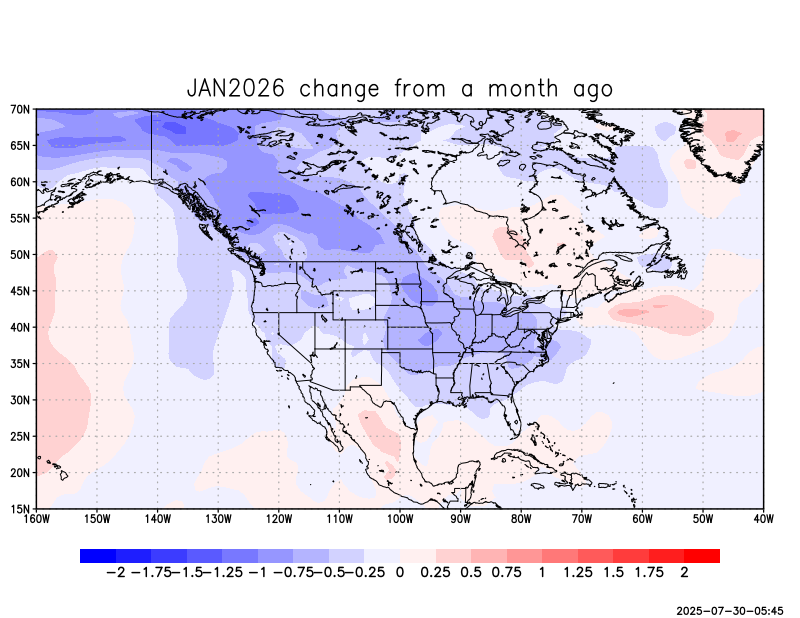 JAN2026 change from a month ago
70N
65N
60N
55N
50N
45N
40N
35N
30N
25N
20N
15N
160W 150W 140W 130W 120W 110W 100W 90W 80W 70W 60W 50W 40W
−2 −1.75 −1.5 −1.25 −1 −0.75 −0.5 −0.25 0 0.25 0.5 0.75 1 1.25 1.5 1.75 2
2025-07-30-05:45